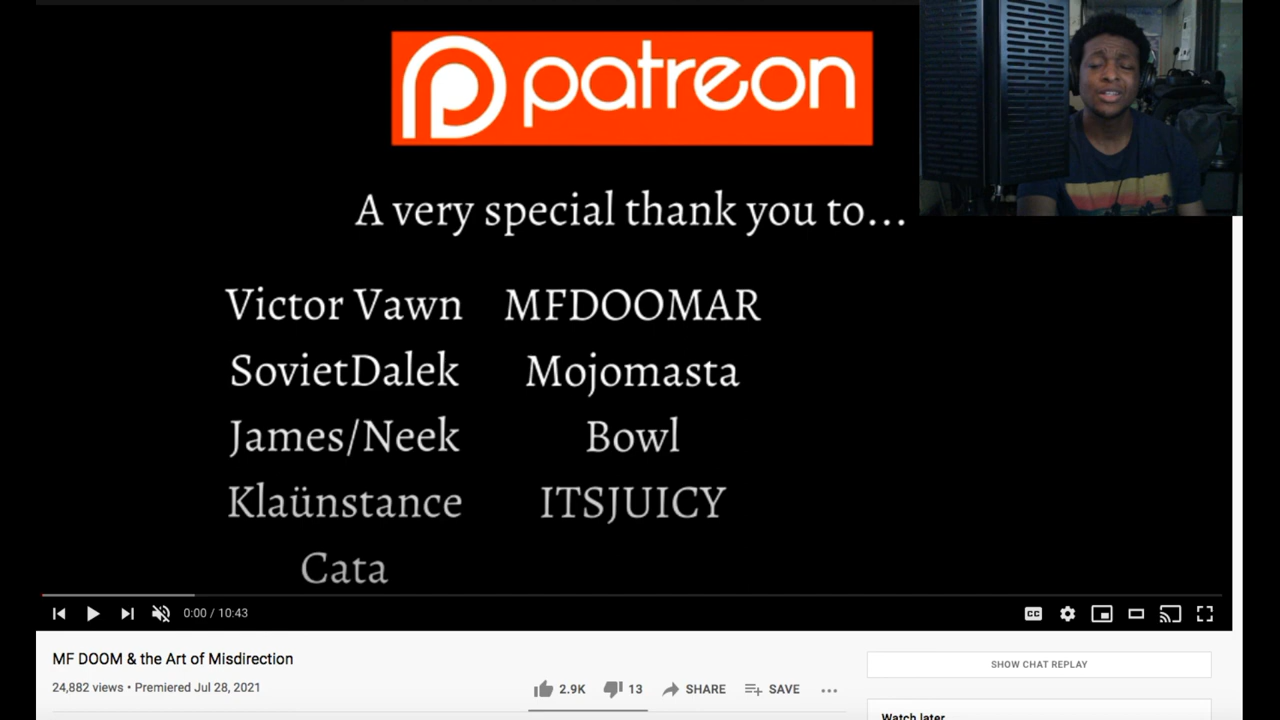 patreon
A very special thank you to...
Victor Vawn MFDOOMAR
SovietDalek Mojomasta
James/Neek Bowl
Klaünstance ITSJUICY
Cata
0:00 / 10:43
CC
MF DOOM & the Art of Misdirection
24,882 views • Premiered Jul 28, 2021
2.9K 13 SHARE SAVE
SHOW CHAT REPLAY
Watch later